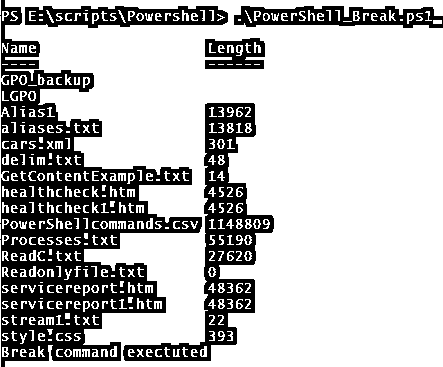 PS E:\scripts\Powershell> .\PowerShell_Break.ps1
Name Length
---- ------
GPO_backup
LGPO
Alias1 13962
aliases.txt 13818
cars.xml 301
delim.txt 48
GetContentExample.txt 14
healthcheck.htm 4526
healthcheck1.htm 4526
PowerShellcommands.csv 1148809
Processes.txt 55190
ReadC.txt 27620
Readonlyfile.txt 0
servicereport.htm 48362
servicereport1.htm 48362
stream1.txt 22
style.css 393
Break command exectuted